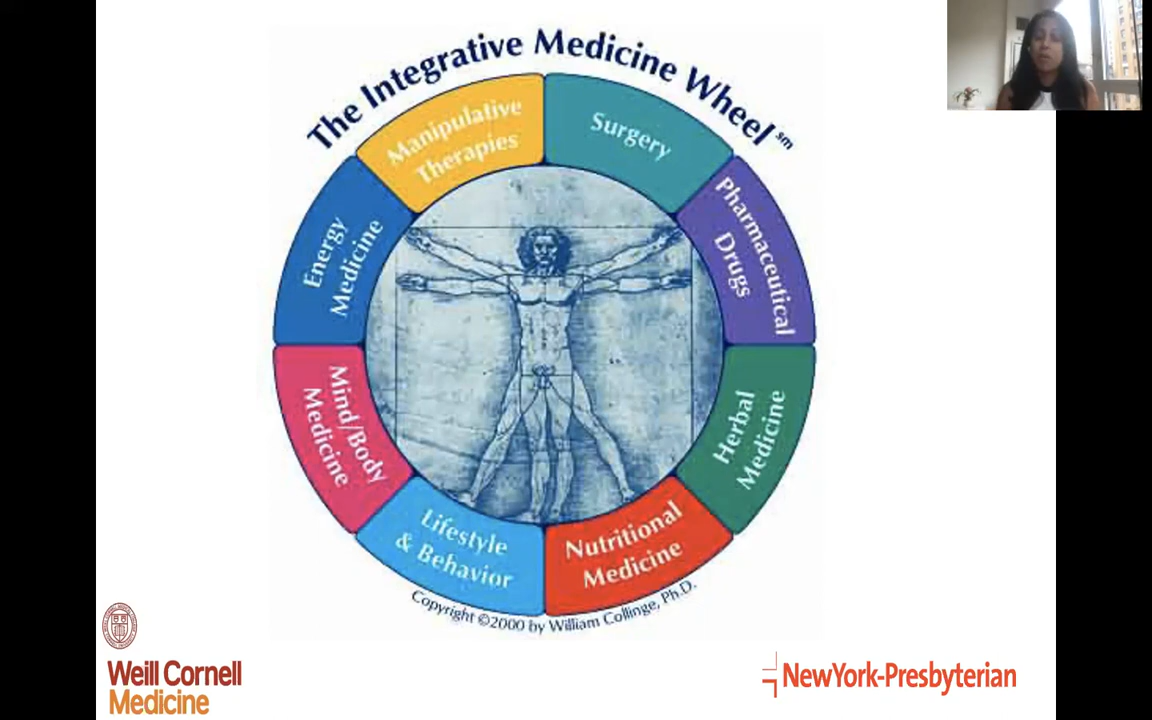 The Integrative Medicine Wheel℠
Manipulative
Therapies
Surgery
Pharmaceutical
Drugs
Herbal
Medicine
Nutritional
Medicine
Lifestyle
& Behavior
Mind/Body
Medicine
Energy
Medicine
Copyright ©2000 by William Collinge, Ph.D.
Weill Cornell
Medicine
NewYork-Presbyterian